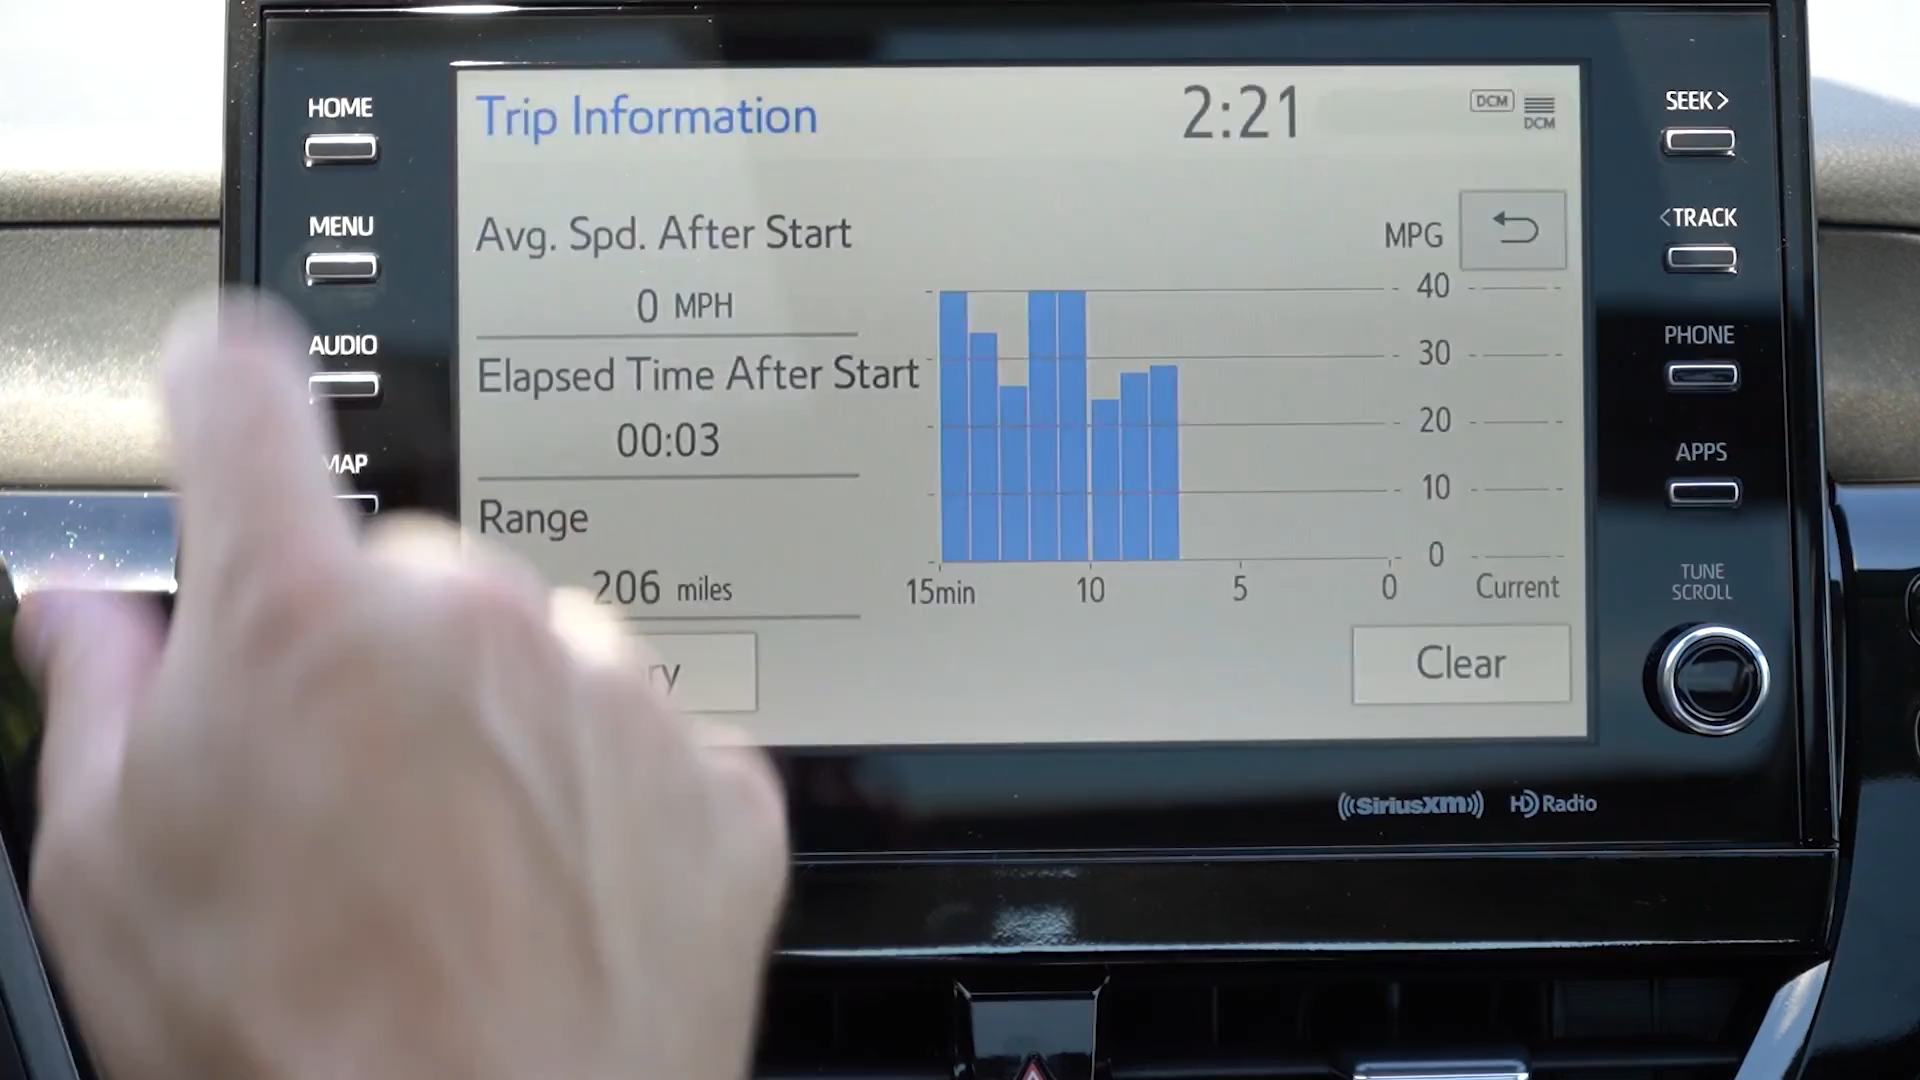 HOME
MENU
AUDIO
MAP
Trip Information
2:21
DCM
DCM
Avg. Spd. After Start
0 MPH
Elapsed Time After Start
00:03
Range
206 miles
MPG
40
30
20
10
0
15min 10 5 0 Current
Clear
SEEK>
<TRACK
PHONE
APPS
TUNE
SCROLL
((SiriusXM)) HD Radio